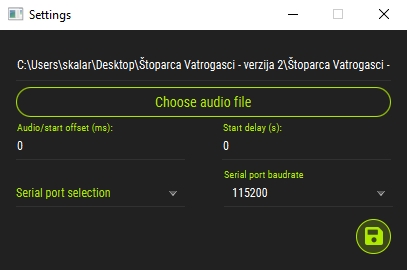 Settings
C:\Users\skalar\Desktop\Štoparca Vatrogasci - verzija 2\Štoparca Vatrogasci -
Choose audio file
Audio/start offset (ms): Start delay (s):
0 0
Serial port baudrate
Serial port selection 115200